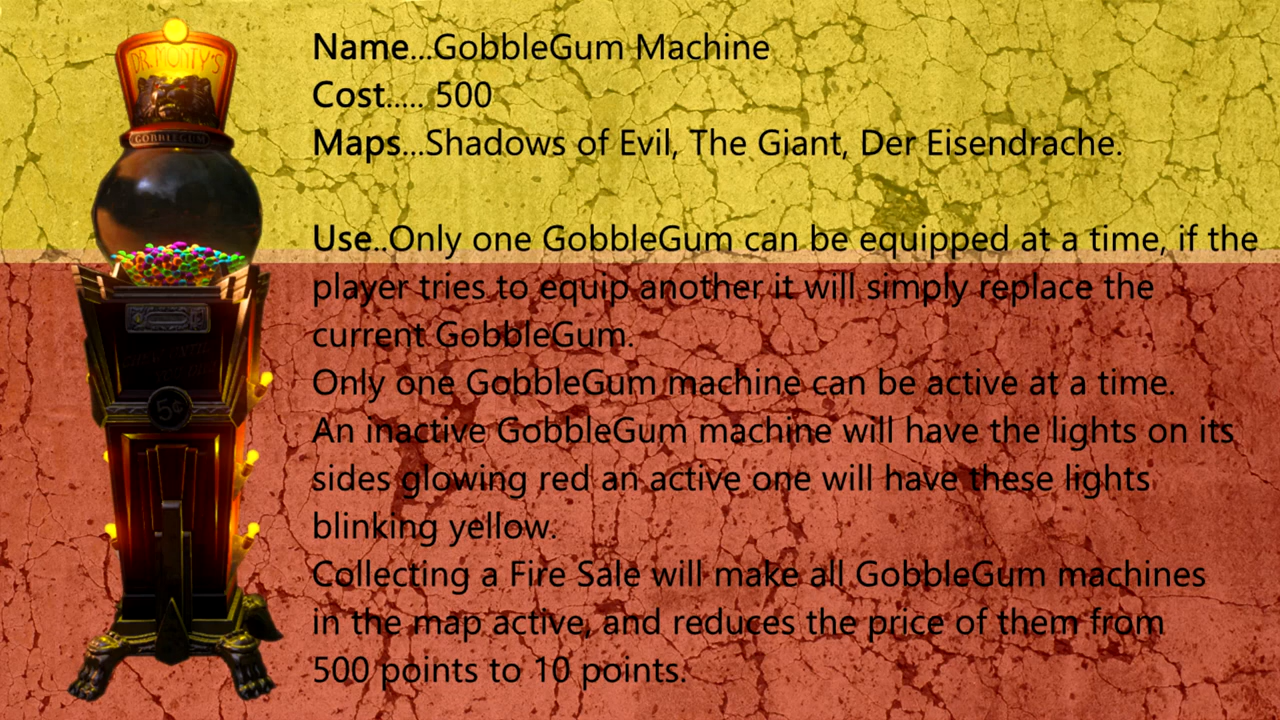 DR. MONTY'S
GOBBLEGUM
5¢
Name...GobbleGum Machine
Cost..... 500
Maps...Shadows of Evil, The Giant, Der Eisendrache.
Use..Only one GobbleGum can be equipped at a time, if the
player tries to equip another it will simply replace the
current GobbleGum.
Only one GobbleGum machine can be active at a time.
An inactive GobbleGum machine will have the lights on its
sides glowing red an active one will have these lights
blinking yellow.
Collecting a Fire Sale will make all GobbleGum machines
in the map active, and reduces the price of them from
500 points to 10 points.